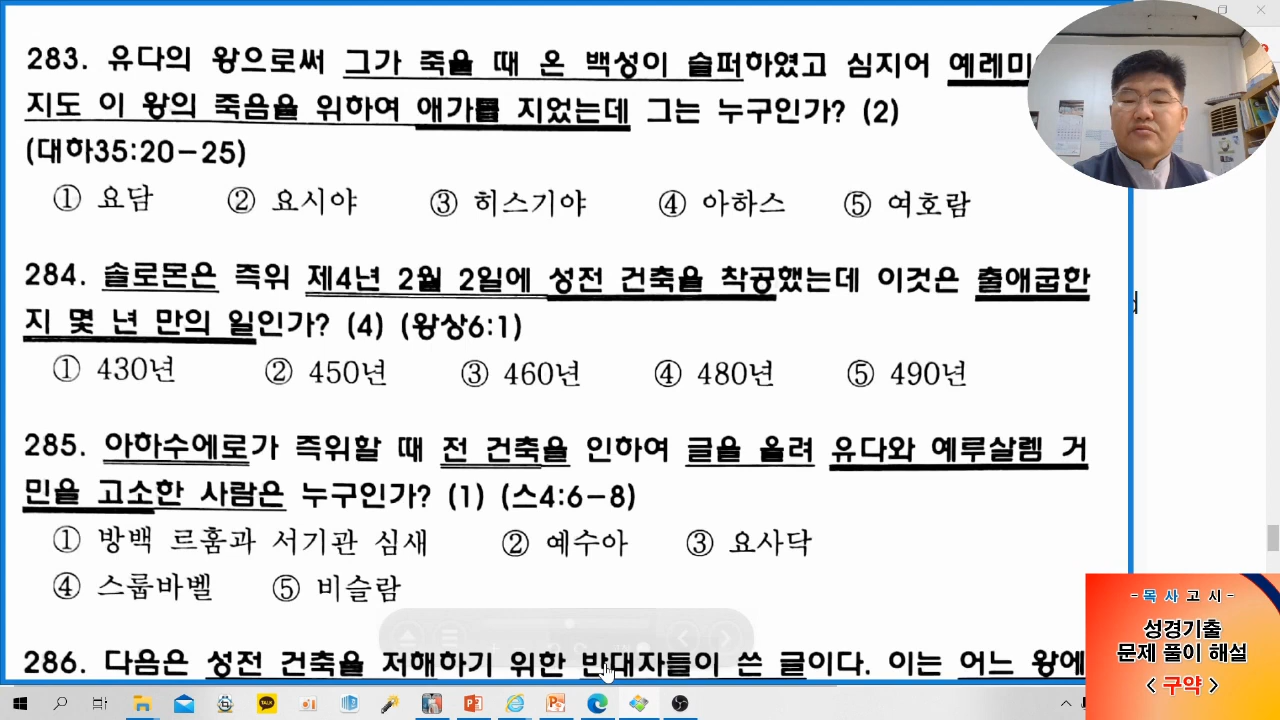 283. 유다의 왕으로써 그가 죽을 때 온 백성이 슬퍼하였고 심지어 예레미
지도 이 왕의 죽음을 위하여 애가를 지었는데 그는 누구인가? (2)
(대하35:20-25)
① 요담 ② 요시야 ③ 히스기야 ④ 아하스 ⑤ 여호람
284. 솔로몬은 즉위 제4년 2월 2일에 성전 건축을 착공했는데 이것은 출애굽한
지 몇 년 만의 일인가? (4) (왕상6:1)
① 430년 ② 450년 ③ 460년 ④ 480년 ⑤ 490년
285. 아하수에로가 즉위할 때 전 건축을 인하여 글을 올려 유다와 예루살렘 거
민을 고소한 사람은 누구인가? (1) (스4:6-8)
① 방백 르훔과 서기관 심새 ② 예수아 ③ 요사닥
④ 스룹바벨 ⑤ 비슬람
286. 다음은 성전 건축을 저해하기 위한 반대자들이 쓴 글이다. 이는 어느 왕에
- 목 사 고 시 -
성경기출
문제 풀이 해설
< 구약 >
TALK